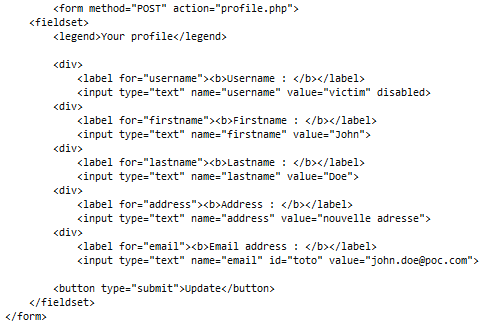 <form method="POST" action="profile.php">
<fieldset>
<legend>Your profile</legend>
<div>
<label for="username"><b>Username : </b></label>
<input type="text" name="username" value="victim" disabled>
<div>
<label for="firstname"><b>Firstname : </b></label>
<input type="text" name="firstname" value="John">
<div>
<label for="lastname"><b>Lastname : </b></label>
<input type="text" name="lastname" value="Doe">
<div>
<label for="address"><b>Address : </b></label>
<input type="text" name="address" value="nouvelle adresse">
<div>
<label for="email"><b>Email address : </b></label>
<input type="text" name="email" id="toto" value="john.doe@poc.com">
<button type="submit">Update</button>
</fieldset>
</form>